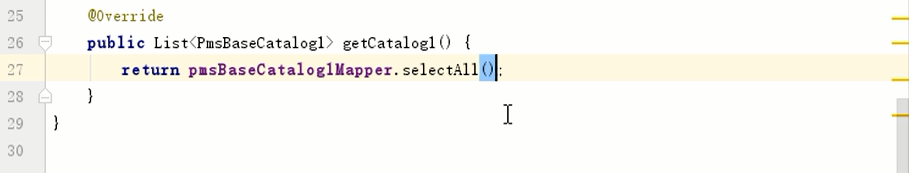 25 @Override
26 public List<PmsBaseCatalog1> getCatalog1() {
27 return pmsBaseCatalog1Mapper.selectAll();
28 }
29 }
30